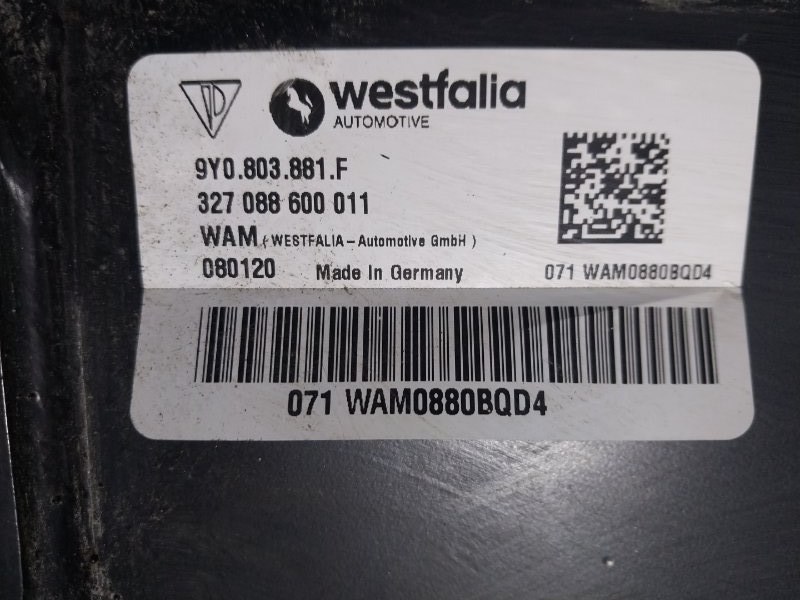 westfalia
AUTOMOTIVE
9Y0.803.881.F
327 088 600 011
WAM ( WESTFALIA – Automotive GmbH )
080120 Made In Germany
071 WAM0880BQD4
071 WAM0880BQD4